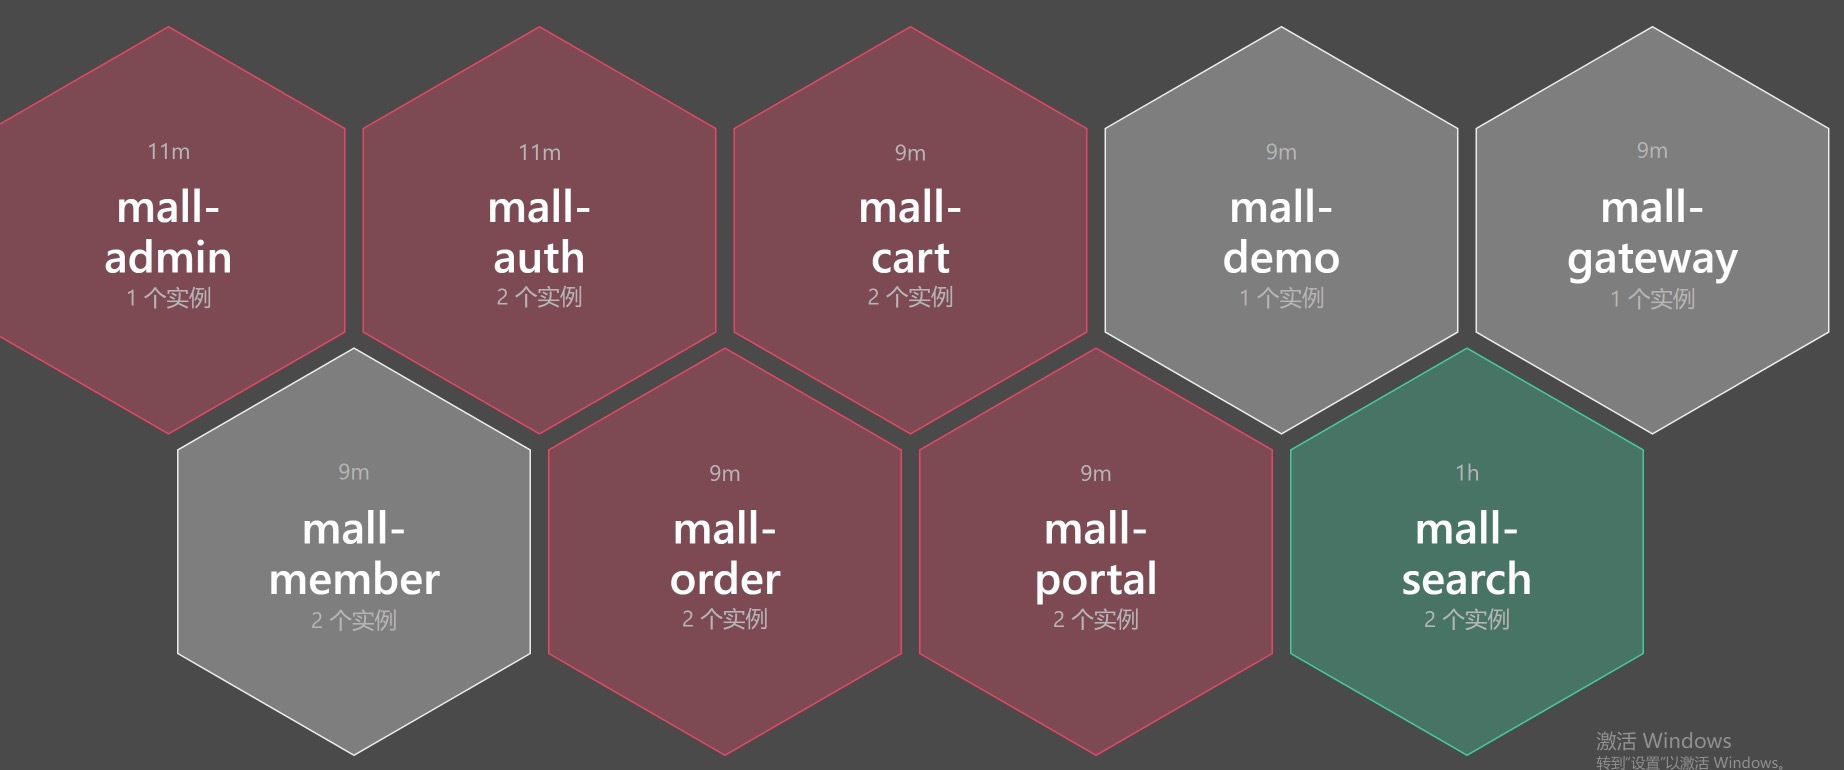 11m
mall-
admin
1 个实例
11m
mall-
auth
2 个实例
9m
mall-
cart
2 个实例
9m
mall-
demo
1 个实例
9m
mall-
gateway
1 个实例
9m
mall-
member
2 个实例
9m
mall-
order
2 个实例
9m
mall-
portal
2 个实例
1h
mall-
search
2 个实例
激活 Windows
转到“设置”以激活 Windows。